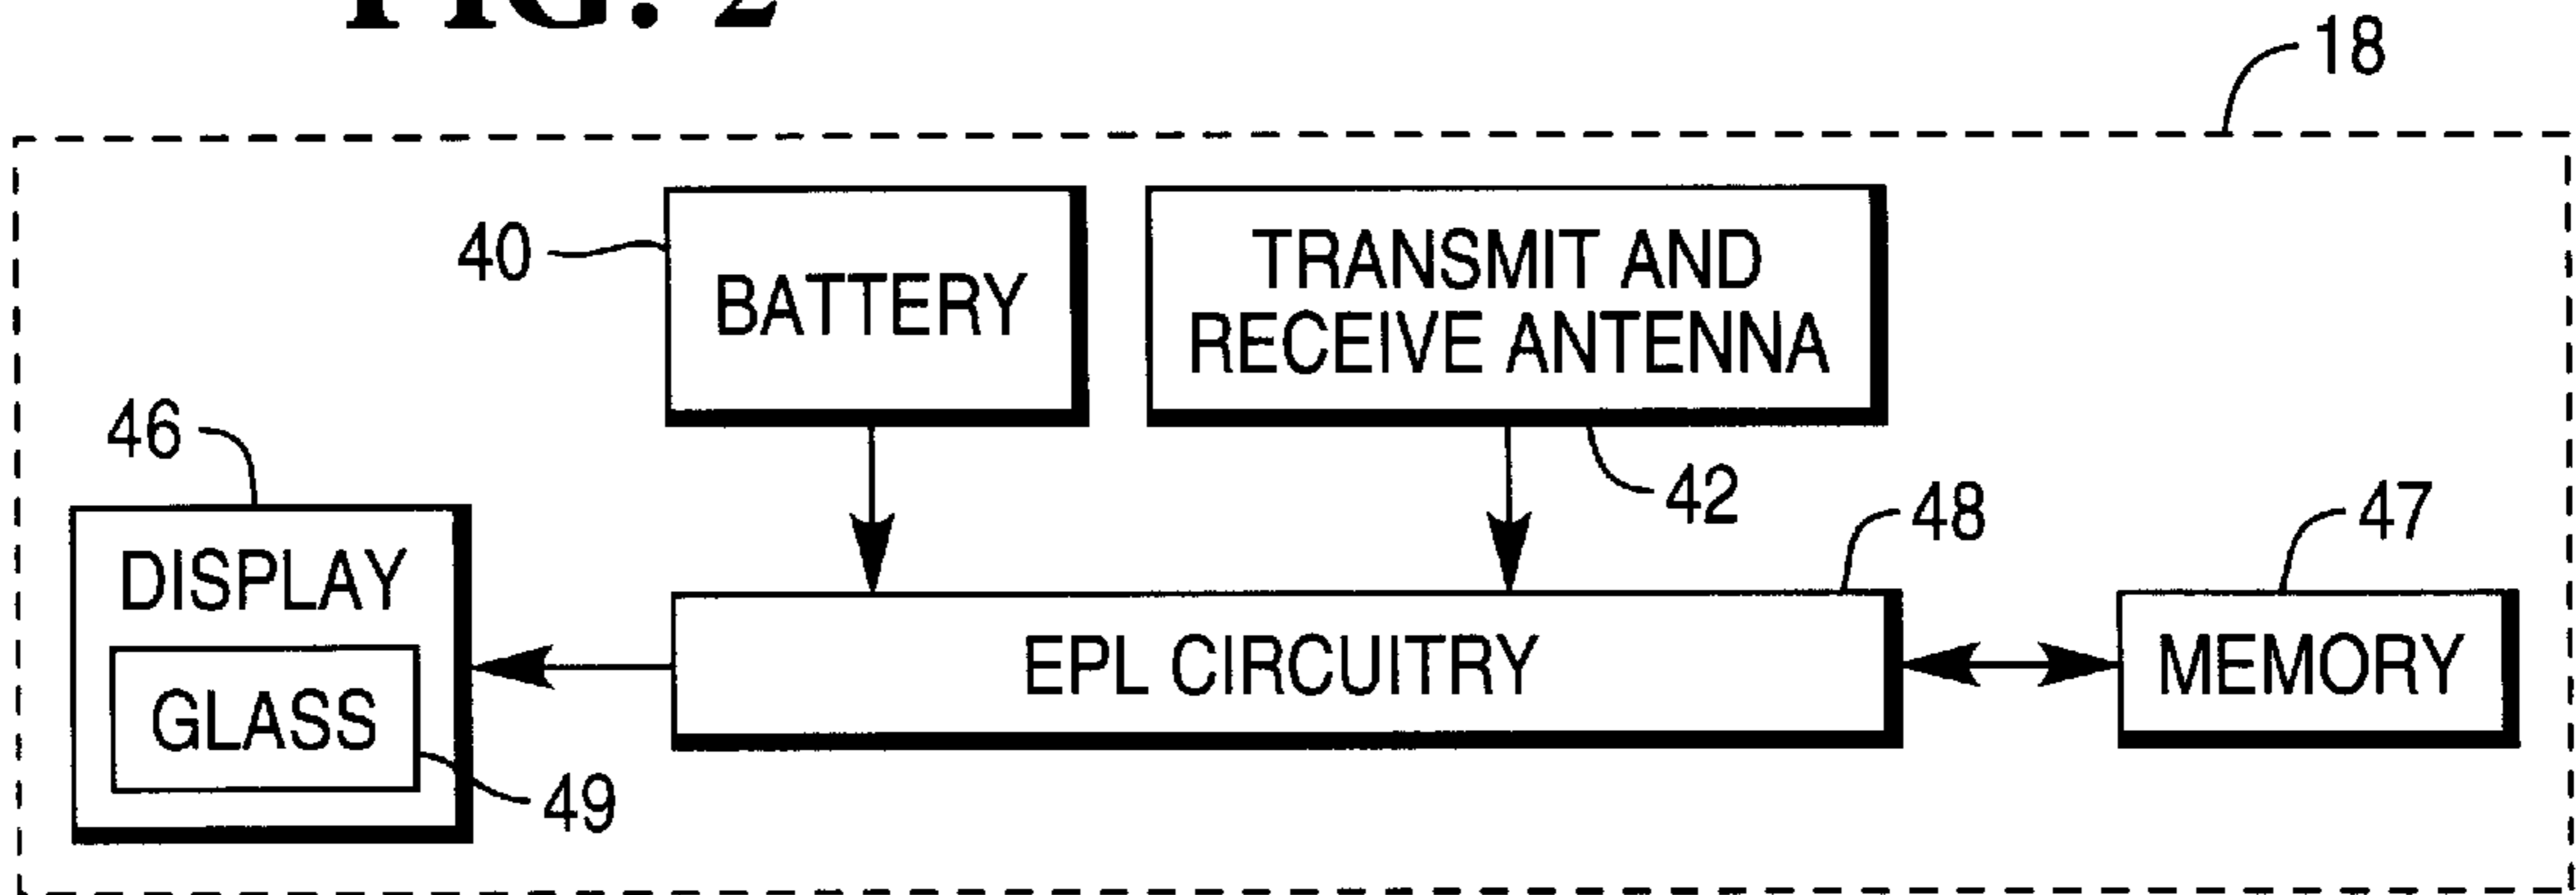 FIG. 2
18
40
BATTERY
TRANSMIT AND
RECEIVE ANTENNA
46
42
48
47
DISPLAY
EPL CIRCUITRY
MEMORY
GLASS
49